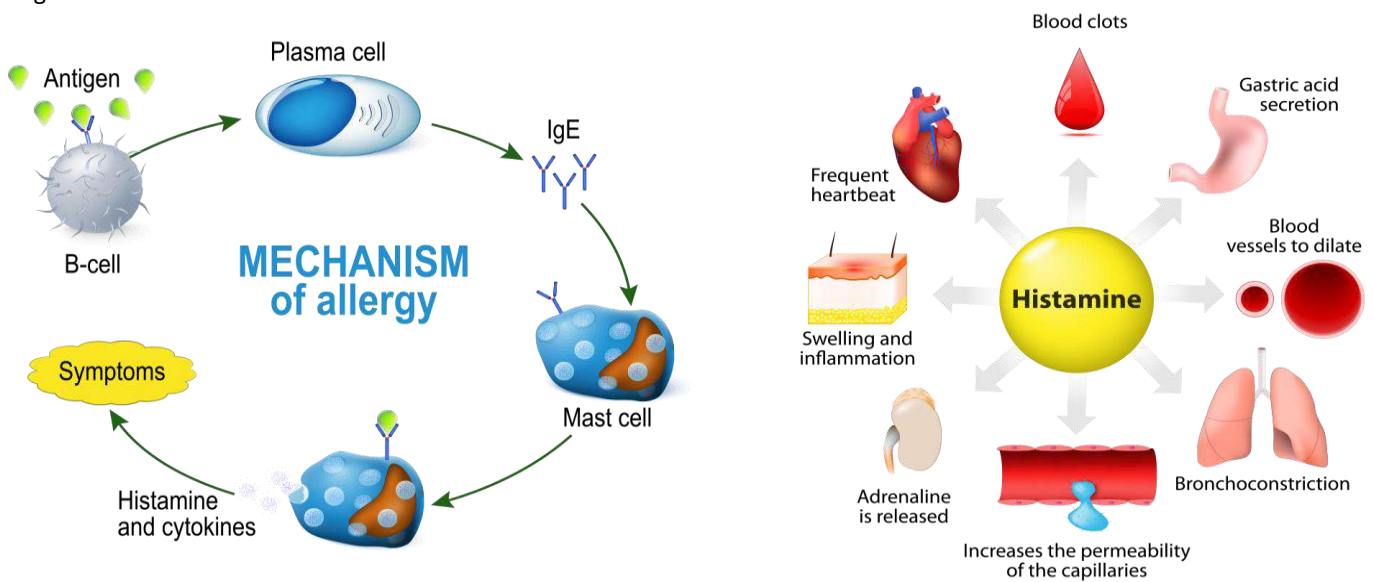 Antigen
Plasma cell
IgE
B-cell
MECHANISM
of allergy
Mast cell
Symptoms
Histamine
and cytokines
Blood clots
Gastric acid
secretion
Frequent
heartbeat
Blood
vessels to dilate
Histamine
Swelling and
inflammation
Bronchoconstriction
Adrenaline
is released
Increases the permeability
of the capillaries